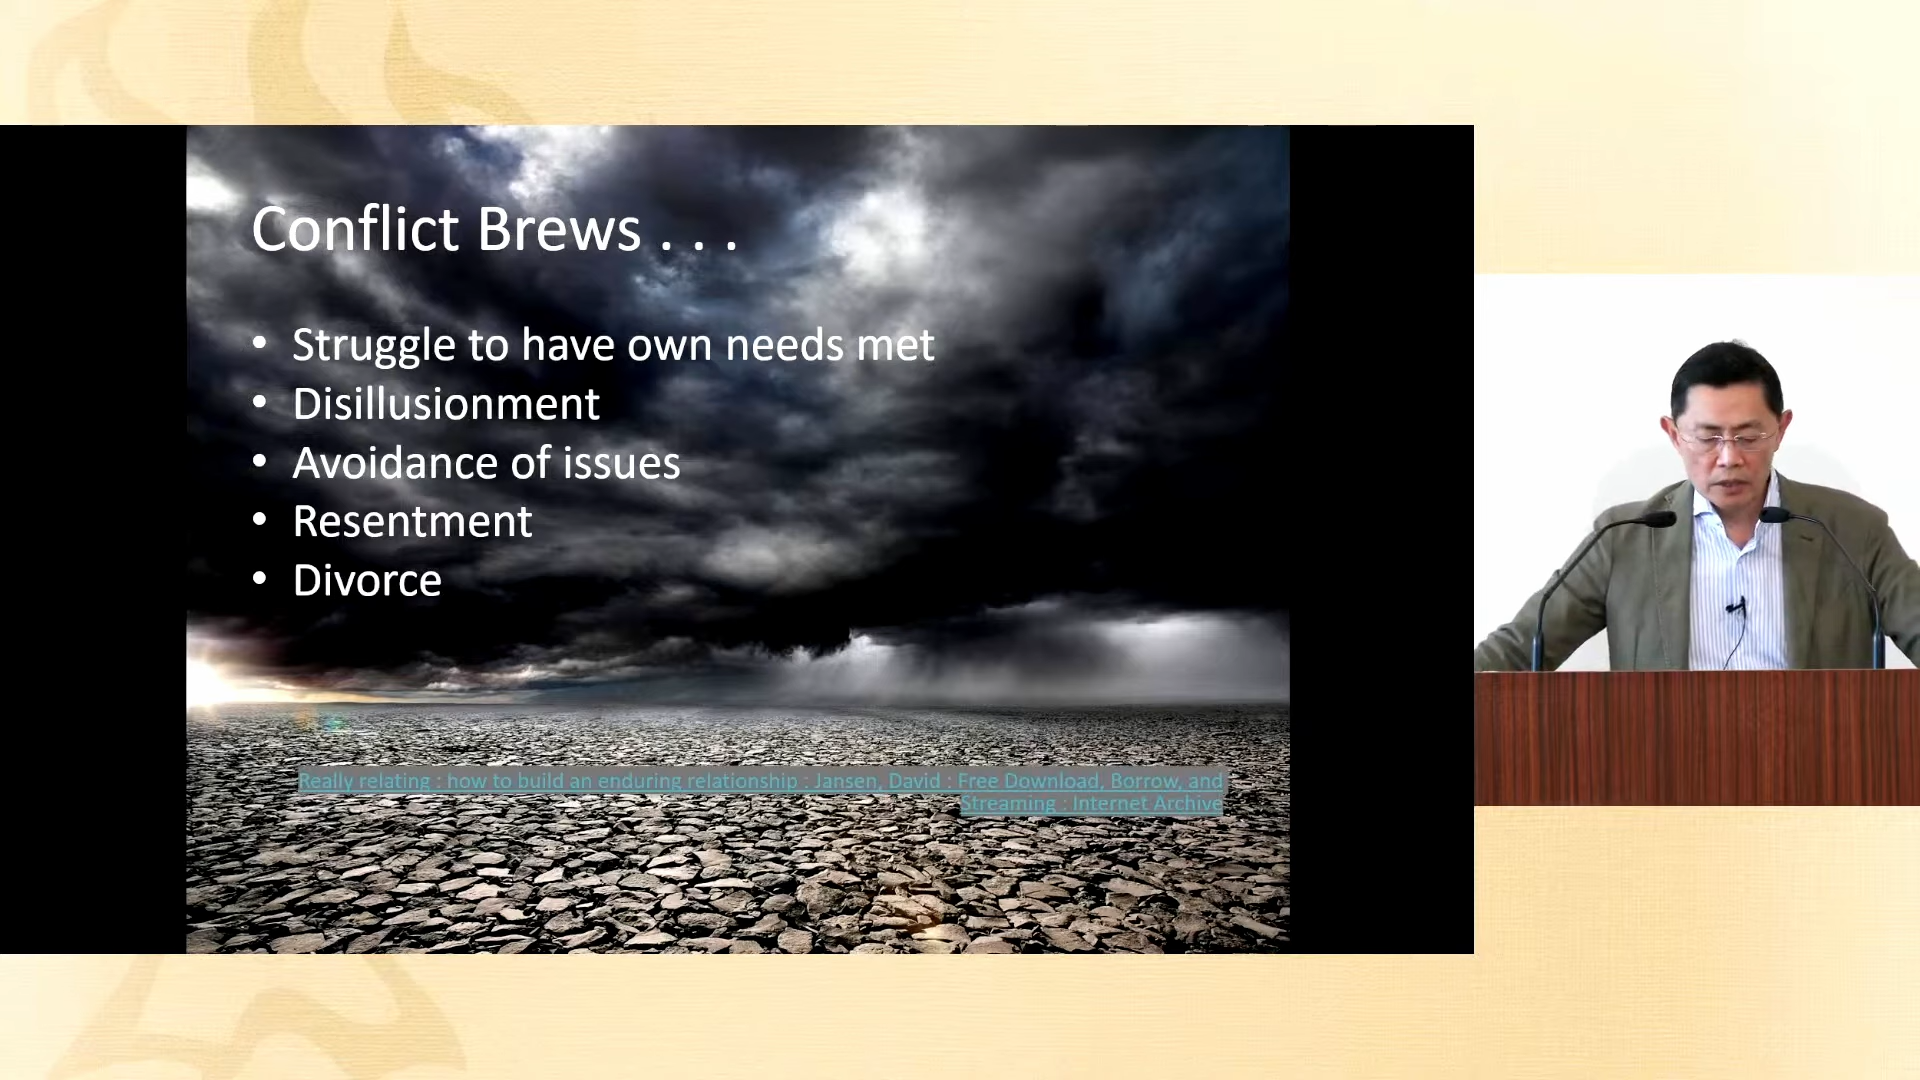 Conflict Brews . . .
• Struggle to have own needs met
• Disillusionment
• Avoidance of issues
• Resentment
• Divorce
Really relating : how to build an enduring relationship : Jansen, David : Free Download, Borrow, and
Streaming : Internet Archive